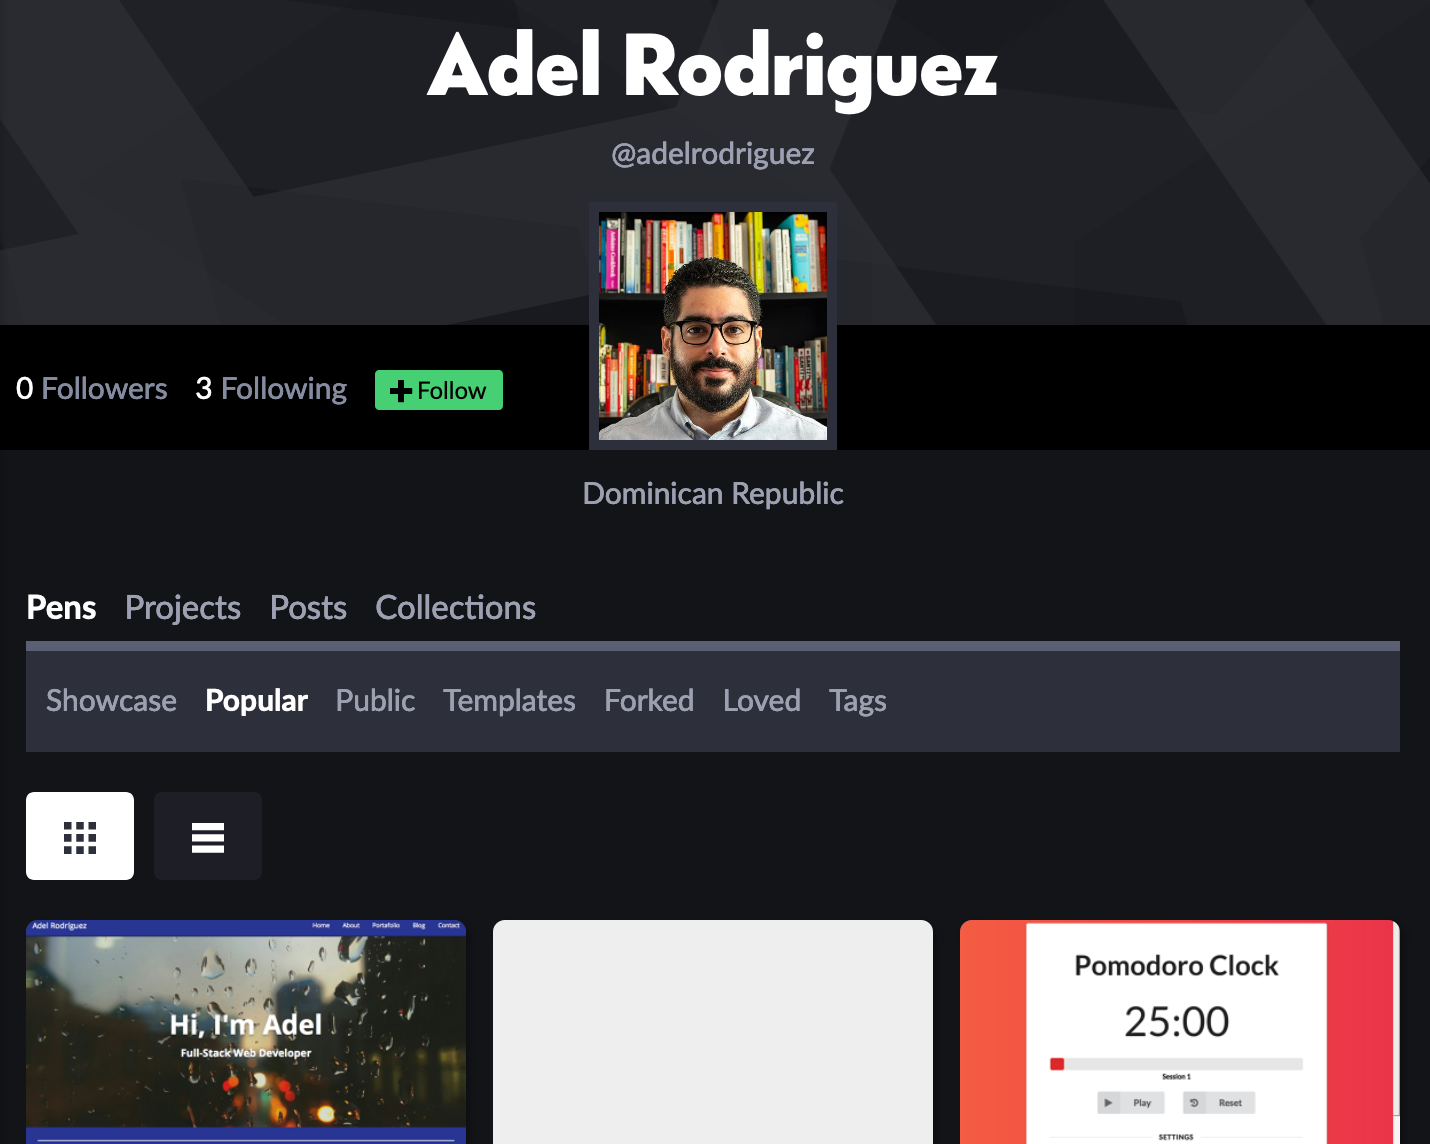 Adel Rodriguez
@adelrodriguez
0 Followers 3 Following Follow
Dominican Republic
Pens Projects Posts Collections
Showcase Popular Public Templates Forked Loved Tags
Adel Rodríguez Home About Portafolio Blog Contact
Hi, I'm Adel
Full-Stack Web Developer
Pomodoro Clock
25:00
Session 1
Play Reset
SETTINGS